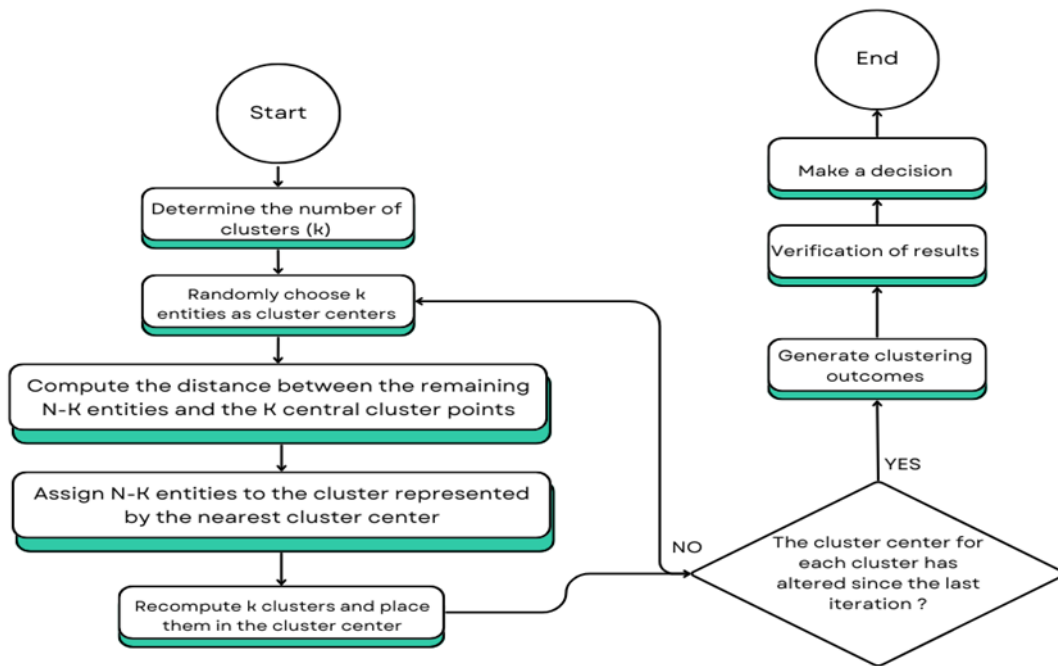 Start
Determine the number of
clusters (k)
Randomly choose k
entities as cluster centers
Compute the distance between the remaining
N-K entities and the K central cluster points
Assign N-K entities to the cluster represented
by the nearest cluster center
Recompute k clusters and place
them in the cluster center
NO
The cluster center for
each cluster has
altered since the last
iteration ?
YES
Generate clustering
outcomes
Verification of results
Make a decision
End